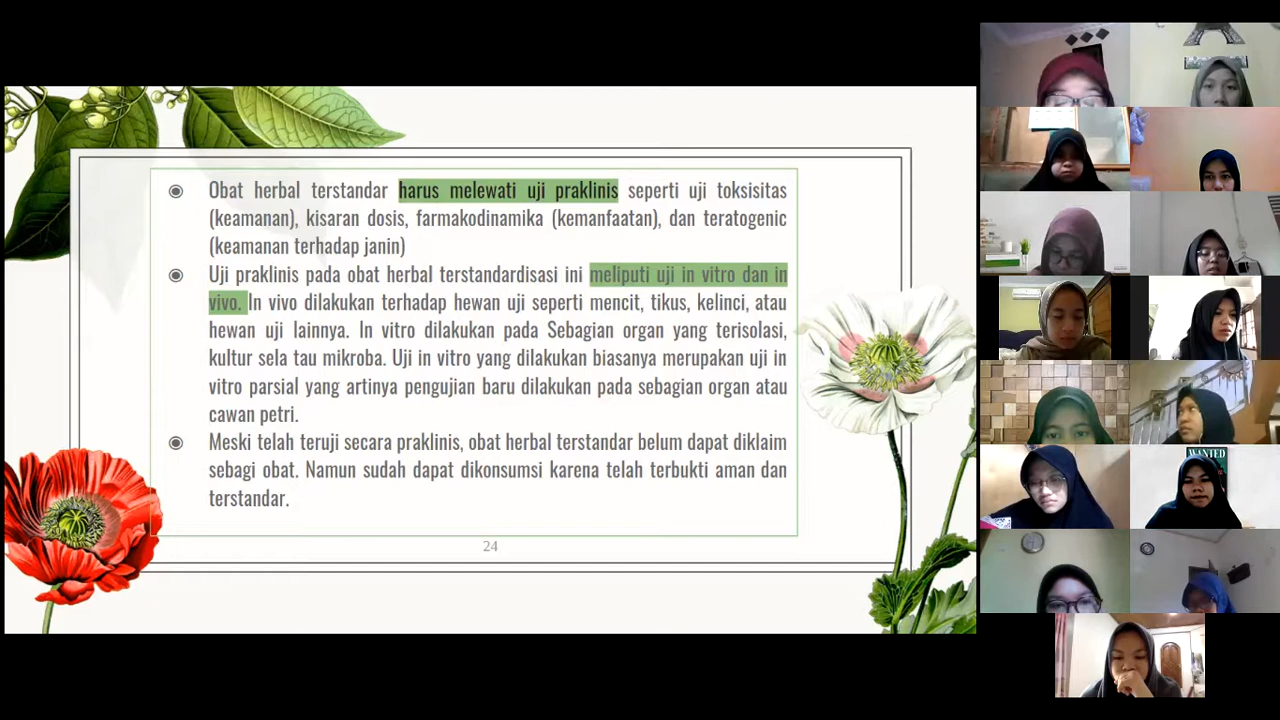 Obat herbal terstandar harus melewati uji praklinis seperti uji toksisitas
(keamanan), kisaran dosis, farmakodinamika (kemanfaatan), dan teratogenic
(keamanan terhadap janin)
Uji praklinis pada obat herbal terstandardisasi ini meliputi uji in vitro dan in
vivo. In vivo dilakukan terhadap hewan uji seperti mencit, tikus, kelinci, atau
hewan uji lainnya. In vitro dilakukan pada Sebagian organ yang terisolasi,
kultur sela tau mikroba. Uji in vitro yang dilakukan biasanya merupakan uji in
vitro parsial yang artinya pengujian baru dilakukan pada sebagian organ atau
cawan petri.
Meski telah teruji secara praklinis, obat herbal terstandar belum dapat diklaim
sebagi obat. Namun sudah dapat dikonsumsi karena telah terbukti aman dan
terstandar.
24
WANTED